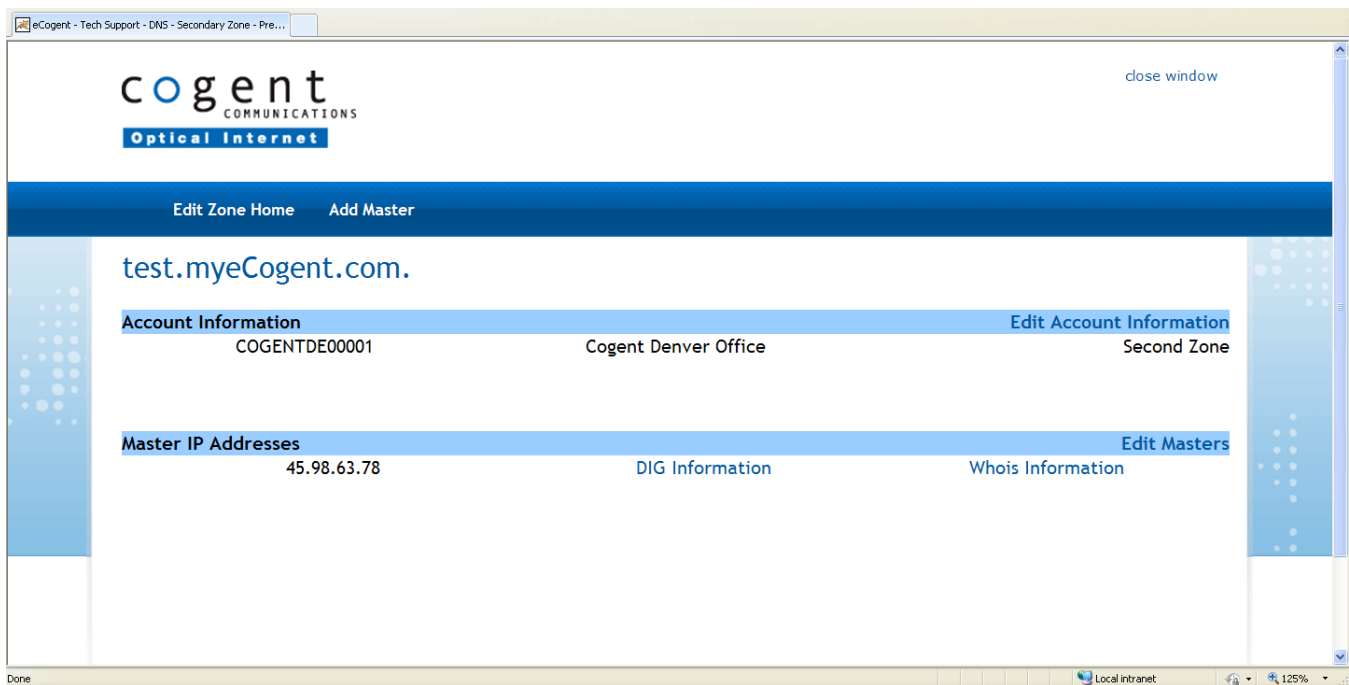 eCogent - Tech Support - DNS - Secondary Zone - Pre...
close window
cogent
COMMUNICATIONS
Optical Internet
Edit Zone Home Add Master
test.myeCogent.com.
Account Information Edit Account Information
COGENTDE00001 Cogent Denver Office Second Zone
Master IP Addresses Edit Masters
45.98.63.78 DIG Information Whois Information
Done Local intranet 125%